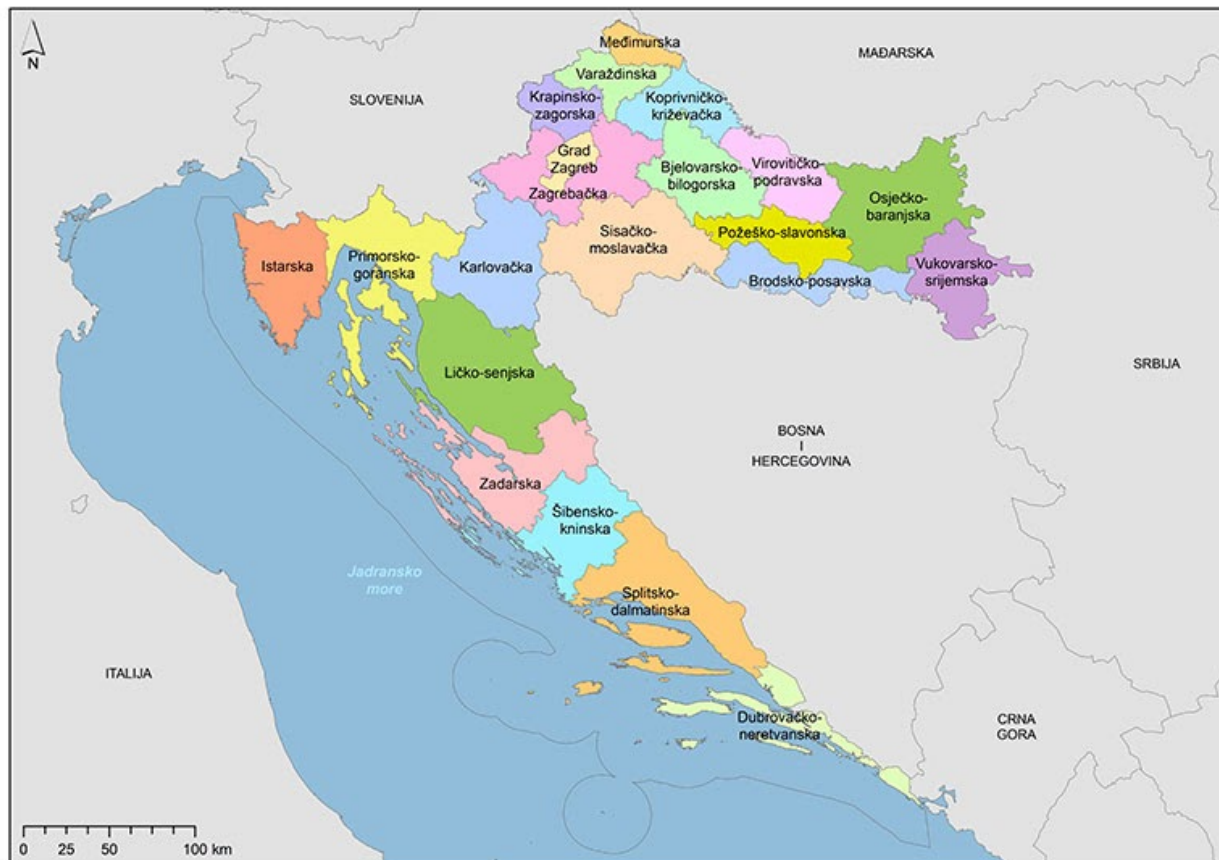 N
Međimurska
MAĐARSKA
Varaždinska
SLOVENIJA
Krapinsko-
zagorska
Koprivničko-
križevačka
Grad
Zagreb
Bjelovarsko-
bilogorska
Virovitičko-
podravska
Zagrebačka
Osječko-
baranjska
Sisačko-
moslavačka
Požeško-slavonska
Istarska
Primorsko-
goranska
Karlovačka
Vukovarsko-
srijemska
Brodsko-posavska
Ličko-senjska
SRBIJA
BOSNA
I
HERCEGOVINA
Zadarska
Šibensko-
kninska
Jadransko
more
Splitsko-
dalmatinska
ITALIJA
Dubrovačko-
neretvanska
CRNA
GORA
0 25 50 100 km